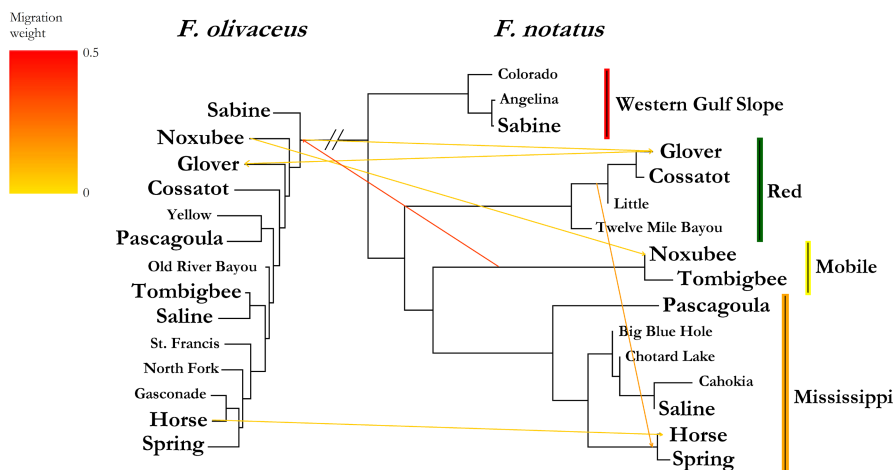 Migration
weight
0.5
0
F. olivaceus
F. notatus
Sabine
Noxubee
Glover
Cossatot
Yellow
Pascagoula
Old River Bayou
Tombigbee
Saline
St. Francis
North Fork
Gasconade
Horse
Spring
Colorado
Angelina
Sabine
Western Gulf Slope
Glover
Cossatot
Little
Twelve Mile Bayou
Red
Noxubee
Tombigbee
Mobile
Pascagoula
Big Blue Hole
Chotard Lake
Cahokia
Saline
Horse
Spring
Mississippi